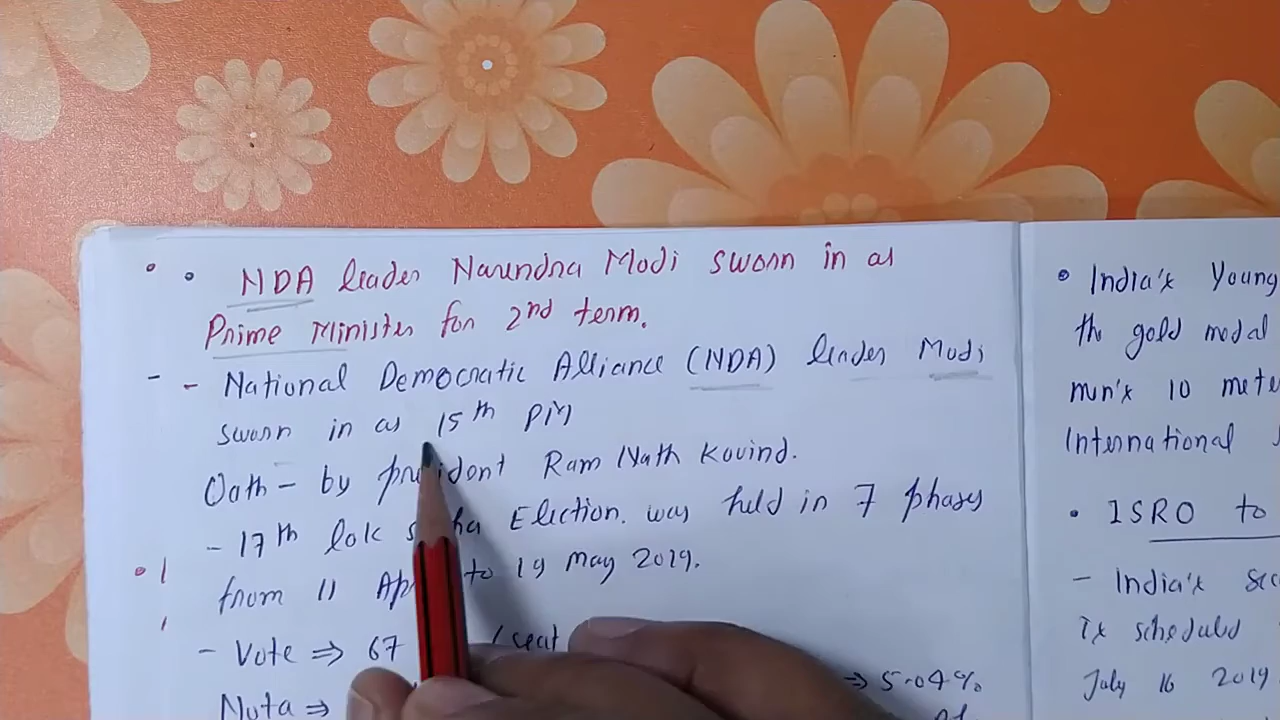 NDA leader Narendra Modi sworn in as
Prime Minister for 2nd term.
- National Democratic Alliance (NDA) leader Modi
sworn in as 15th PM
Oath - by president Ram Nath Kovind.
- 17th lok Election. was held in 7 phases
from 11 to 19 May 2019.
- Vote ⇒ 67 / seat
Nota ⇒ ⇒ 5.04%
India's Young
the gold medal
men's 10 mete
International
ISRO to
- India's Sec
Is scheduled
July 16 2019